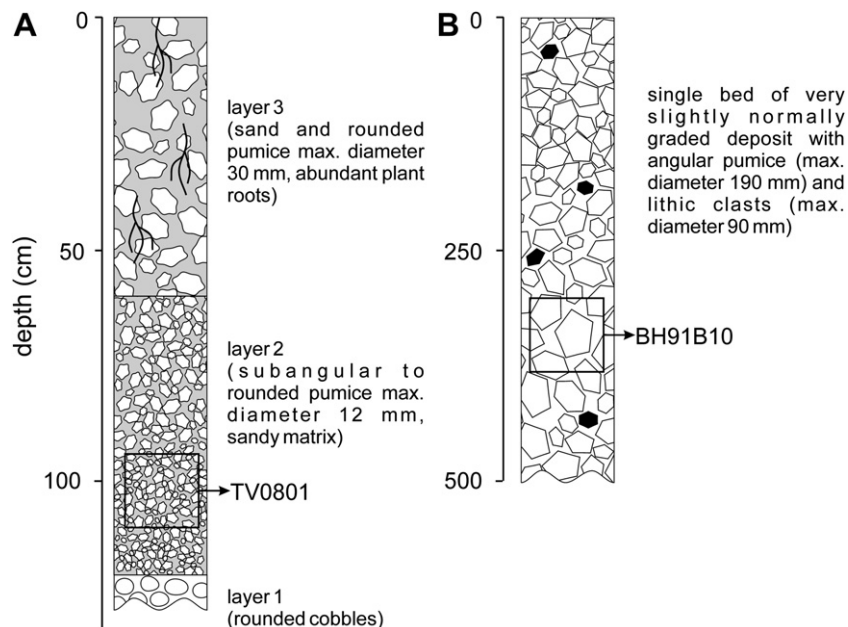 A
0
50
100
depth (cm)
layer 3
(sand and rounded
pumice max. diameter
30 mm, abundant plant
roots)
layer 2
(subangular to
rounded pumice max.
diameter 12 mm,
sandy matrix)
TV0801
layer 1
(rounded cobbles)
B
0
250
500
single bed of very
slightly normally
graded deposit with
angular pumice (max.
diameter 190 mm) and
lithic clasts (max.
diameter 90 mm)
BH91B10